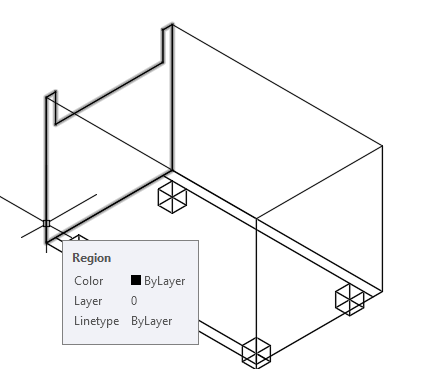 Region
Color ByLayer
Layer 0
Linetype ByLayer